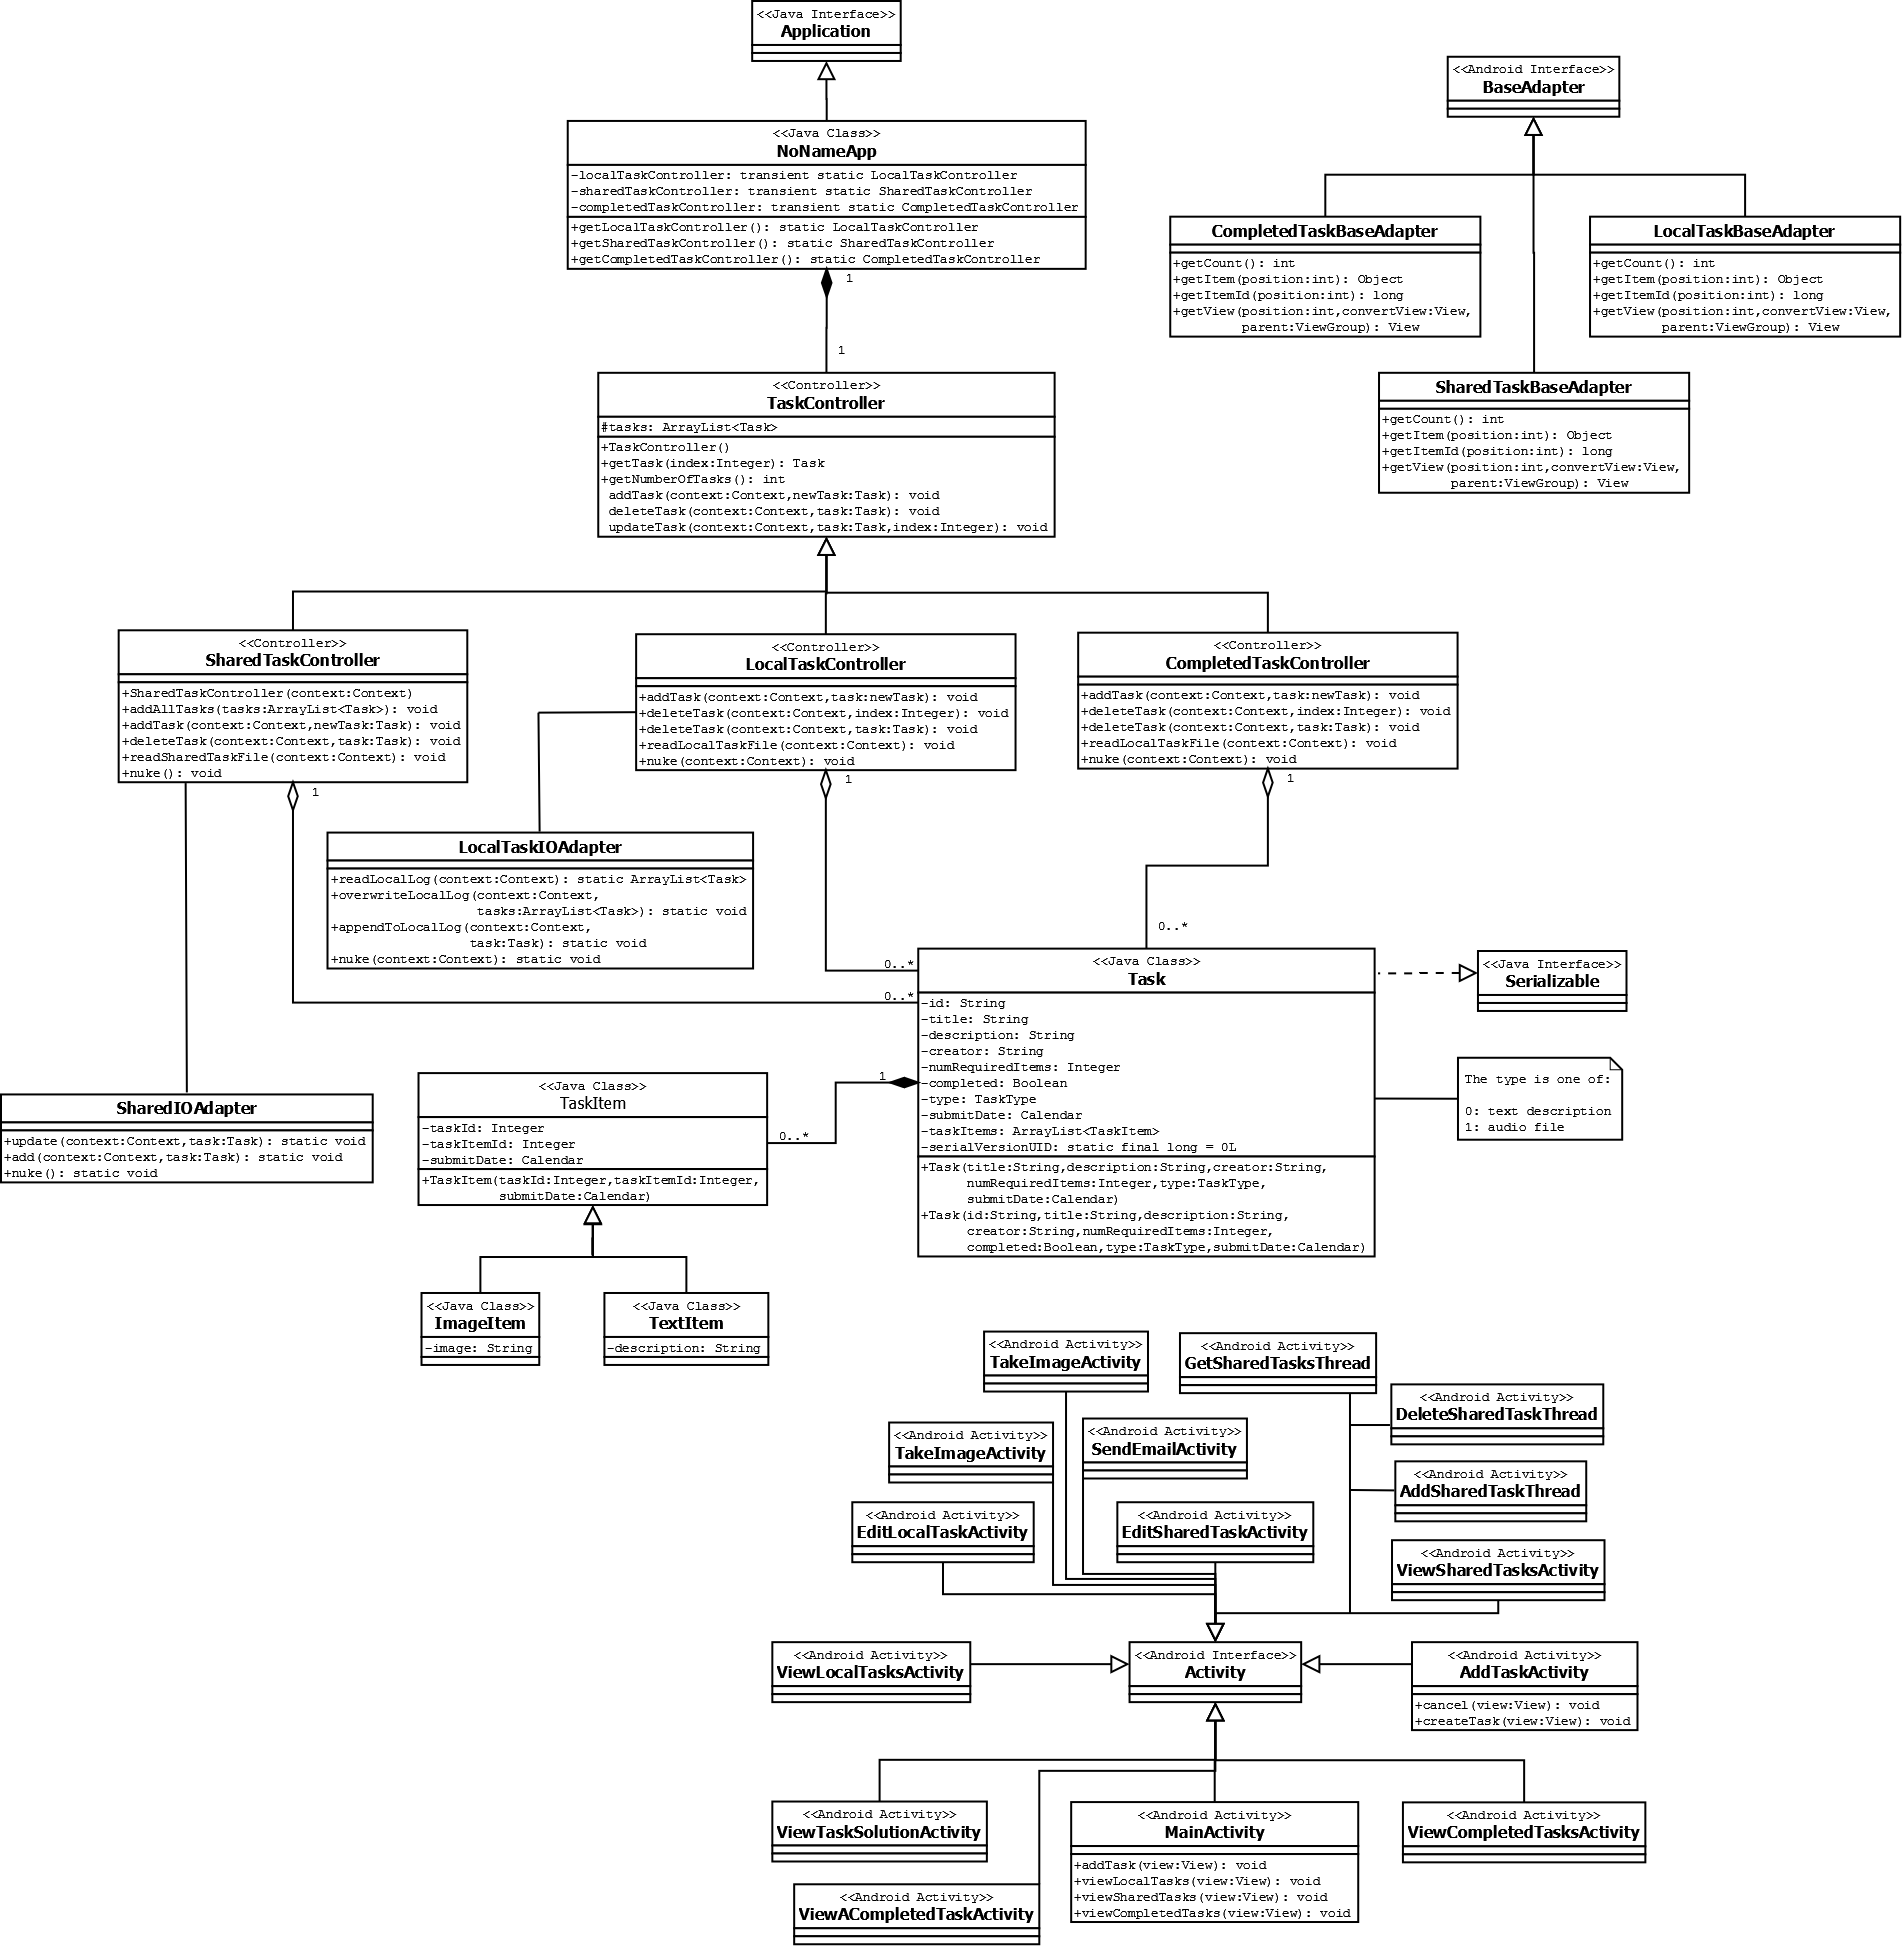 <<Java Interface>>
Application
<<Java Class>>
NoNameApp
-localTaskController: transient static LocalTaskController
-sharedTaskController: transient static SharedTaskController
-completedTaskController: transient static CompletedTaskController
+getLocalTaskController(): static LocalTaskController
+getSharedTaskController(): static SharedTaskController
+getCompletedTaskController(): static CompletedTaskController
1
1
<<Android Interface>>
BaseAdapter
CompletedTaskBaseAdapter
+getCount(): int
+getItem(position:int): Object
+getItemId(position:int): long
+getView(position:int,convertView:View,
parent:ViewGroup): View
LocalTaskBaseAdapter
+getCount(): int
+getItem(position:int): Object
+getItemId(position:int): long
+getView(position:int,convertView:View,
parent:ViewGroup): View
SharedTaskBaseAdapter
+getCount(): int
+getItem(position:int): Object
+getItemId(position:int): long
+getView(position:int,convertView:View,
parent:ViewGroup): View
<<Controller>>
TaskController
#tasks: ArrayList<Task>
+TaskController()
+getTask(index:Integer): Task
+getNumberOfTasks(): int
addTask(context:Context,newTask:Task): void
deleteTask(context:Context,task:Task): void
updateTask(context:Context,task:Task,index:Integer): void
<<Controller>>
SharedTaskController
+SharedTaskController(context:Context)
+addAllTasks(tasks:ArrayList<Task>): void
+addTask(context:Context,newTask:Task): void
+deleteTask(context:Context,task:Task): void
+readSharedTaskFile(context:Context): void
+nuke(): void
1
<<Controller>>
LocalTaskController
+addTask(context:Context,task:newTask): void
+deleteTask(context:Context,index:Integer): void
+deleteTask(context:Context,task:Task): void
+readLocalTaskFile(context:Context): void
+nuke(context:Context): void
1
<<Controller>>
CompletedTaskController
+addTask(context:Context,task:newTask): void
+deleteTask(context:Context,index:Integer): void
+deleteTask(context:Context,task:Task): void
+readLocalTaskFile(context:Context): void
+nuke(context:Context): void
1
LocalTaskIOAdapter
+readLocalLog(context:Context): static ArrayList<Task>
+overwriteLocalLog(context:Context,
tasks:ArrayList<Task>): static void
+appendToLocalLog(context:Context,
task:Task): static void
+nuke(context:Context): static void
0..*
0..*
0..*
<<Java Class>>
Task
-id: String
-title: String
-description: String
-creator: String
-numRequiredItems: Integer
-completed: Boolean
-type: TaskType
-submitDate: Calendar
-taskItems: ArrayList<TaskItem>
-serialVersionUID: static final long = 0L
+Task(title:String,description:String,creator:String,
numRequiredItems:Integer,type:TaskType,
submitDate:Calendar)
+Task(id:String,title:String,description:String,
creator:String,numRequiredItems:Integer,
completed:Boolean,type:TaskType,submitDate:Calendar)
<<Java Interface>>
Serializable
The type is one of:
0: text description
1: audio file
1
0..*
SharedIOAdapter
+update(context:Context,task:Task): static void
+add(context:Context,task:Task): static void
+nuke(): static void
<<Java Class>>
TaskItem
-taskId: Integer
-taskItemId: Integer
-submitDate: Calendar
+TaskItem(taskId:Integer,taskItemId:Integer,
submitDate:Calendar)
<<Java Class>>
ImageItem
-image: String
<<Java Class>>
TextItem
-description: String
<<Android Activity>>
TakeImageActivity
<<Android Activity>>
GetSharedTasksThread
<<Android Activity>>
DeleteSharedTaskThread
<<Android Activity>>
TakeImageActivity
<<Android Activity>>
SendEmailActivity
<<Android Activity>>
AddSharedTaskThread
<<Android Activity>>
EditLocalTaskActivity
<<Android Activity>>
EditSharedTaskActivity
<<Android Activity>>
ViewSharedTasksActivity
<<Android Activity>>
ViewLocalTasksActivity
<<Android Interface>>
Activity
<<Android Activity>>
AddTaskActivity
+cancel(view:View): void
+createTask(view:View): void
<<Android Activity>>
ViewTaskSolutionActivity
<<Android Activity>>
MainActivity
+addTask(view:View): void
+viewLocalTasks(view:View): void
+viewSharedTasks(view:View): void
+viewCompletedTasks(view:View): void
<<Android Activity>>
ViewCompletedTasksActivity
<<Android Activity>>
ViewACompletedTaskActivity